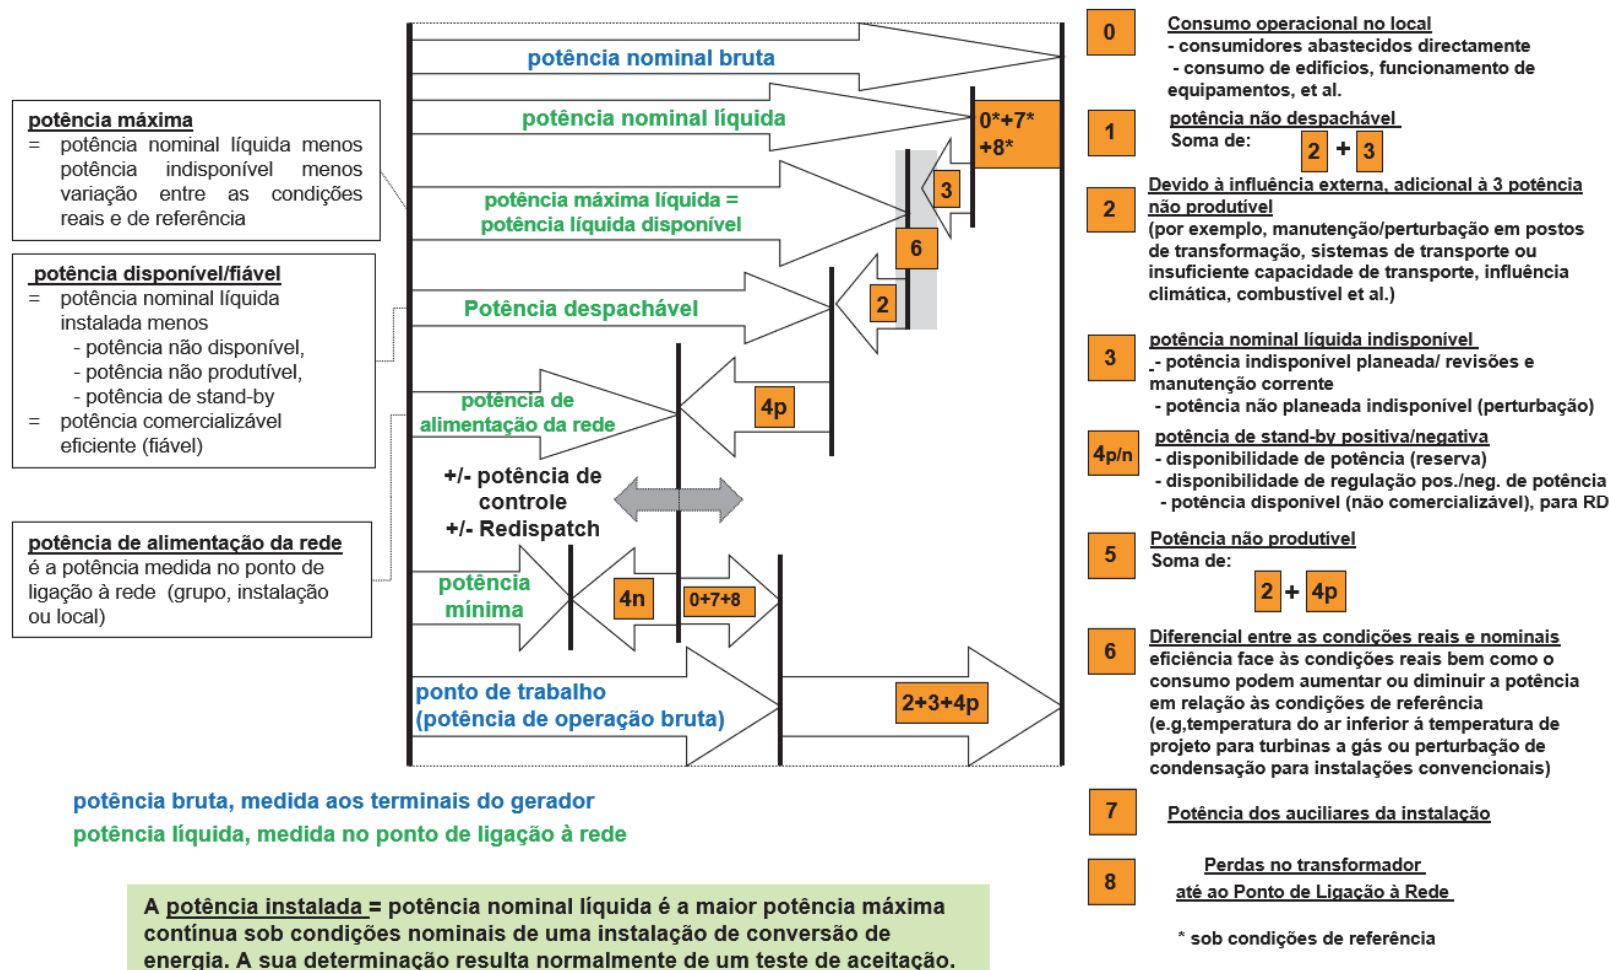 potência nominal bruta
potência nominal líquida
0*+7*
+8*
3
potência máxima líquida =
potência líquida disponível
6
Potência despachável
2
potência de
alimentação da rede
4p
+/- potência de
controle
+/- Redispatch
potência
mínima
4n
0+7+8
ponto de trabalho
(potência de operação bruta)
2+3+4p
potência máxima
= potência nominal líquida menos
potência indisponível menos
variação entre as condições
reais e de referência
potência disponível/fiável
= potência nominal líquida
instalada menos
- potência não disponível,
- potência não produtível,
- potência de stand-by
= potência comercializável
eficiente (fiável)
potência de alimentação da rede
é a potência medida no ponto de
ligação à rede (grupo, instalação
ou local)
potência bruta, medida aos terminais do gerador
potência líquida, medida no ponto de ligação à rede
A potência instalada = potência nominal líquida é a maior potência máxima
contínua sob condições nominais de uma instalação de conversão de
energia. A sua determinação resulta normalmente de um teste de aceitação.
0
Consumo operacional no local
- consumidores abastecidos directamente
- consumo de edifícios, funcionamento de
equipamentos, et al.
1
potência não despachável
Soma de: 2 + 3
2
Devido à influência externa, adicional à 3 potência
não produtível
(por exemplo, manutenção/perturbação em postos
de transformação, sistemas de transporte ou
insuficiente capacidade de transporte, influência
climática, combustível et al.)
3
potência nominal líquida indisponível
- potência indisponível planeada/ revisões e
manutenção corrente
- potência não planeada indisponível (perturbação)
4p/n
potência de stand-by positiva/negativa
- disponibilidade de potência (reserva)
- disponibilidade de regulação pos./neg. de potência
- potência disponível (não comercializável), para RD
5
Potência não produtível
Soma de:
2 + 4p
6
Diferencial entre as condições reais e nominais
eficiência face às condições reais bem como o
consumo podem aumentar ou diminuir a potência
em relação às condições de referência
(e.g,temperatura do ar inferior á temperatura de
projeto para turbinas a gás ou perturbação de
condensação para instalações convencionais)
7
Potência dos auxiliares da instalação
8
Perdas no transformador
até ao Ponto de Ligação à Rede
* sob condições de referência